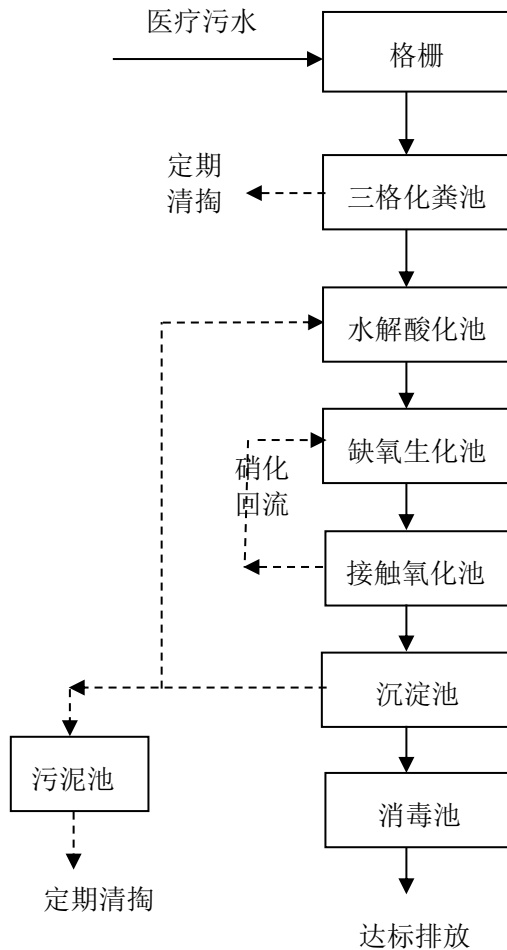 医疗污水
格栅
定期
清掏
三格化粪池
水解酸化池
缺氧生化池
硝化
回流
接触氧化池
沉淀池
污泥池
消毒池
定期清掏
达标排放